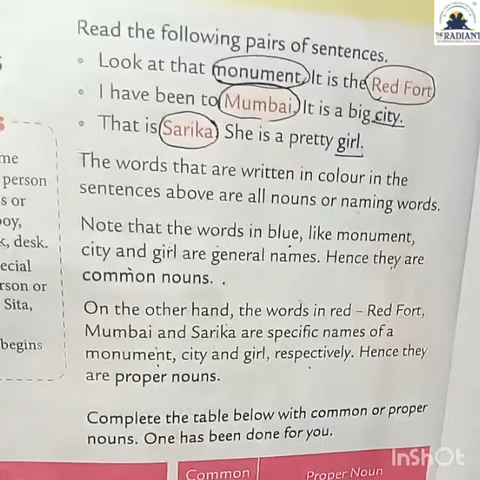 THE RADIANT
Read the following pairs of sentences.
• Look at that monument. It is the Red Fort
• I have been to Mumbai. It is a big city.
• That is Sarika. She is a pretty girl.
The words that are written in colour in the
sentences above are all nouns or naming words.
Note that the words in blue, like monument,
city and girl are general names. Hence they are
common nouns.
On the other hand, the words in red – Red Fort,
Mumbai and Sarika are specific names of a
monument, city and girl, respectively. Hence they
are proper nouns.
Complete the table below with common or proper
nouns. One has been done for you.
Common
Proper Noun
s
me
person
s or
oy,
k, desk.
ecial
rson or
Sita,
begins
InShOt